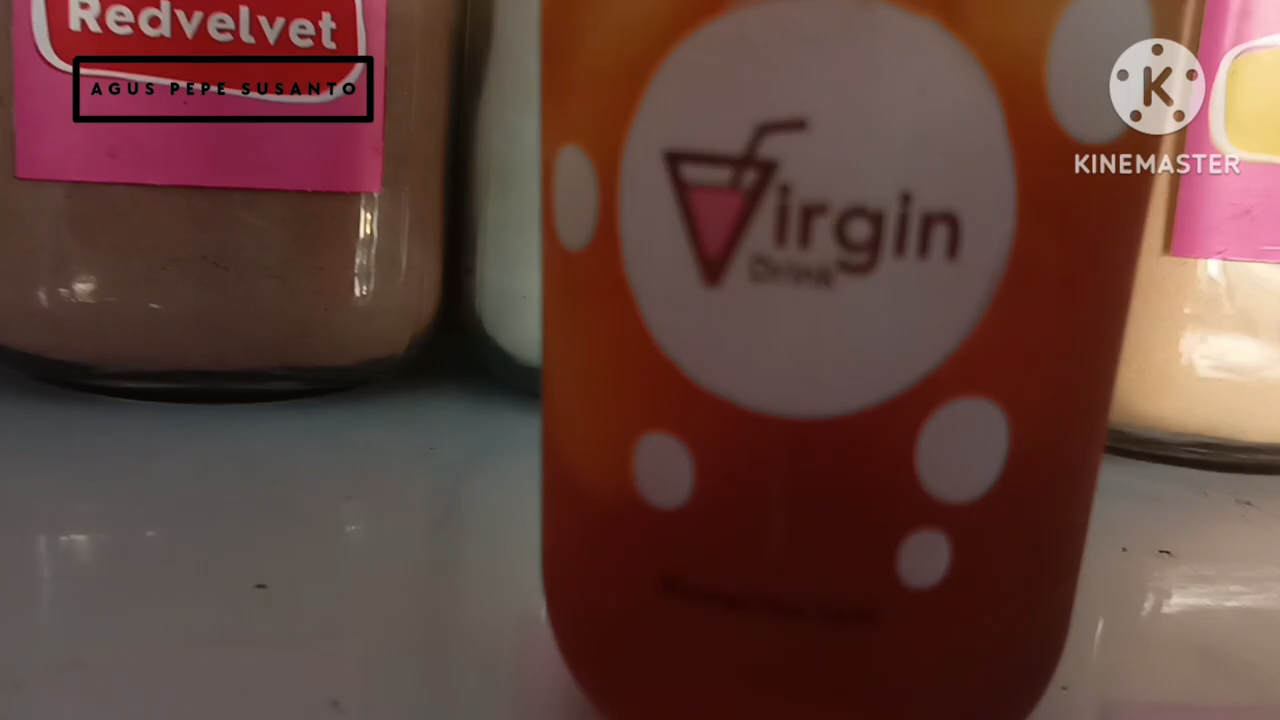 Redvelvet
AGUS PEPE SUSANTO
Virgin
Drink
K
KINEMASTER